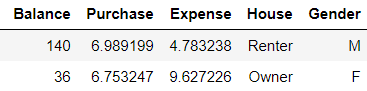 Balance Purchase Expense House Gender
140 6.989199 4.783238 Renter M
36 6.753247 9.627226 Owner F